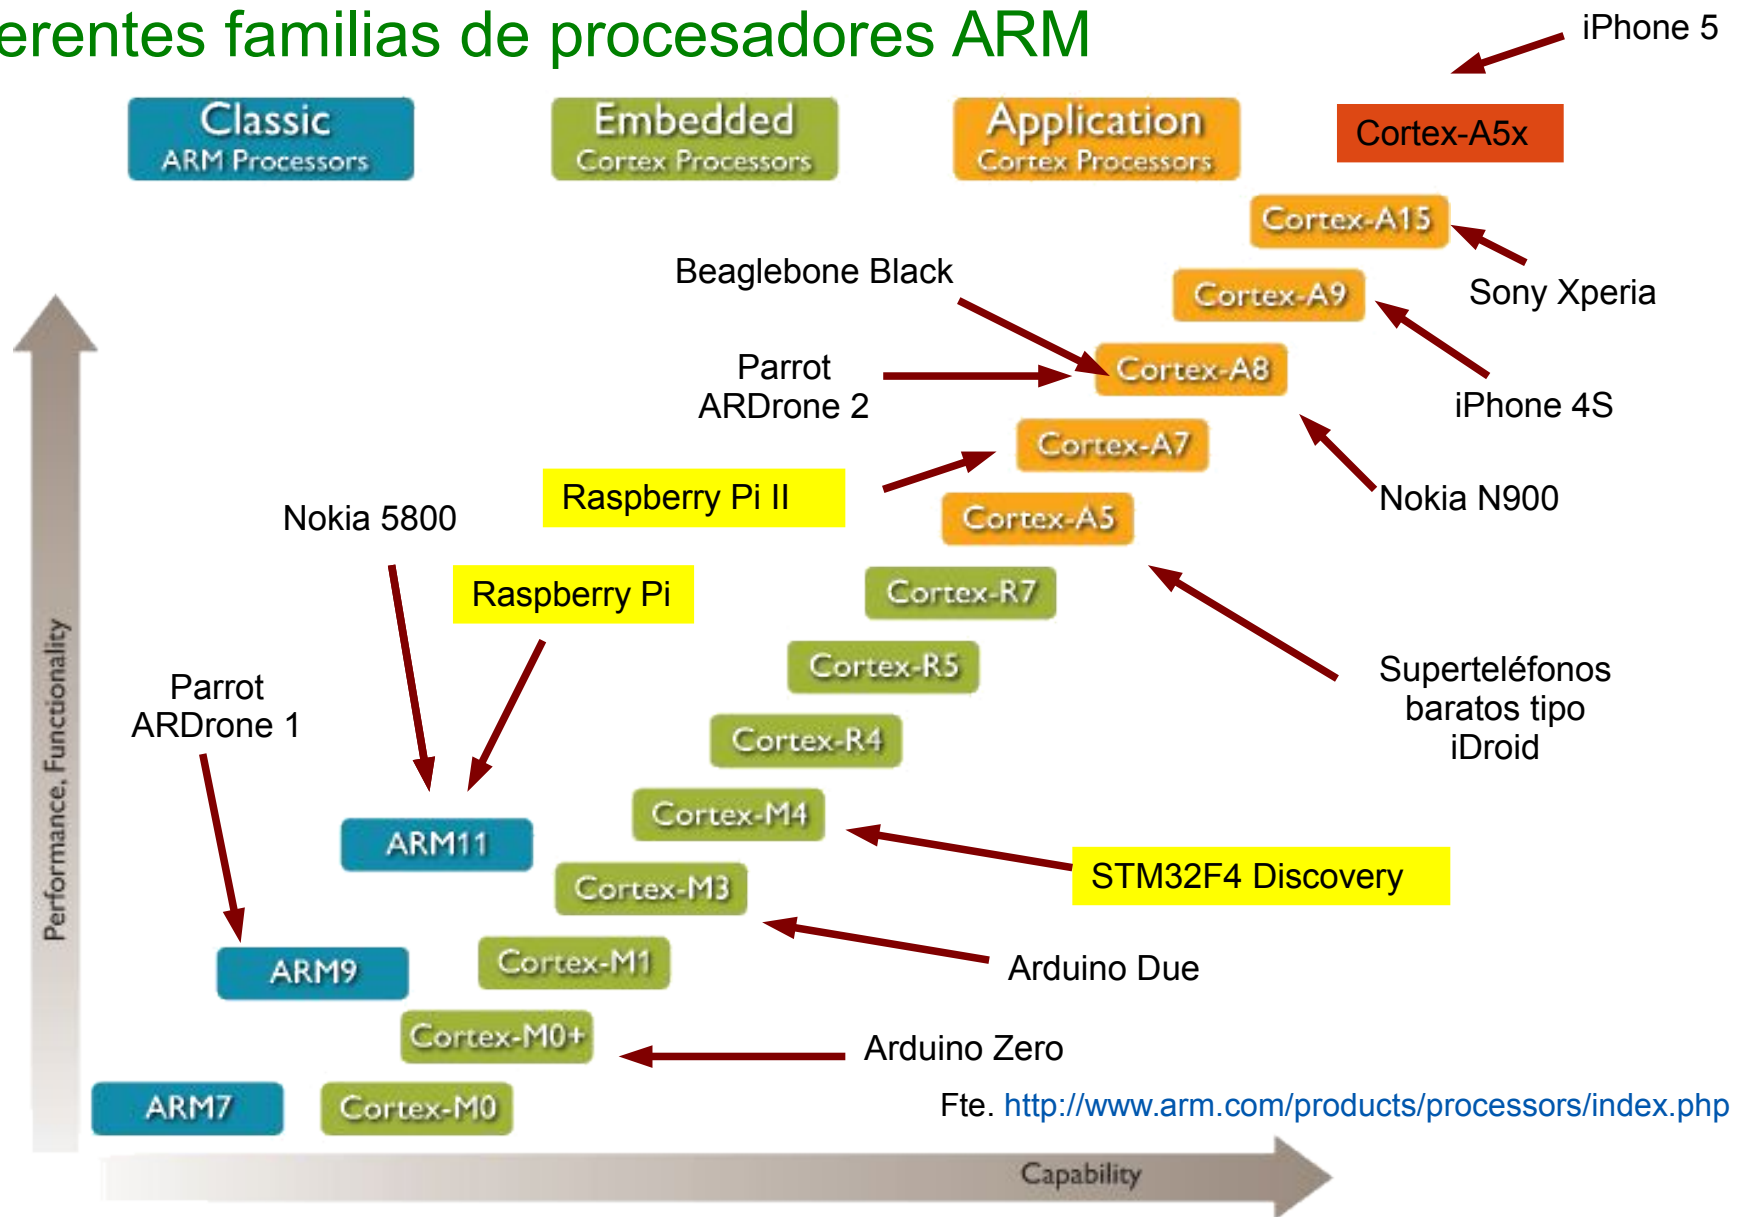 erentes familias de procesadores ARM
iPhone 5
Classic
ARM Processors
Embedded
Cortex Processors
Application
Cortex Processors
Cortex-A5x
Cortex-A15
Beaglebone Black
Cortex-A9
Sony Xperia
Parrot
ARDrone 2
Cortex-A8
iPhone 4S
Cortex-A7
Raspberry Pi II
Nokia N900
Nokia 5800
Cortex-A5
Raspberry Pi
Cortex-R7
Cortex-R5
Superteléfonos
baratos tipo
iDroid
Parrot
ARDrone 1
Cortex-R4
Performance, Functionality
Cortex-M4
ARM11
STM32F4 Discovery
Cortex-M3
ARM9
Cortex-M1
Arduino Due
Cortex-M0+
Arduino Zero
ARM7
Cortex-M0
Fte. http://www.arm.com/products/processors/index.php
Capability